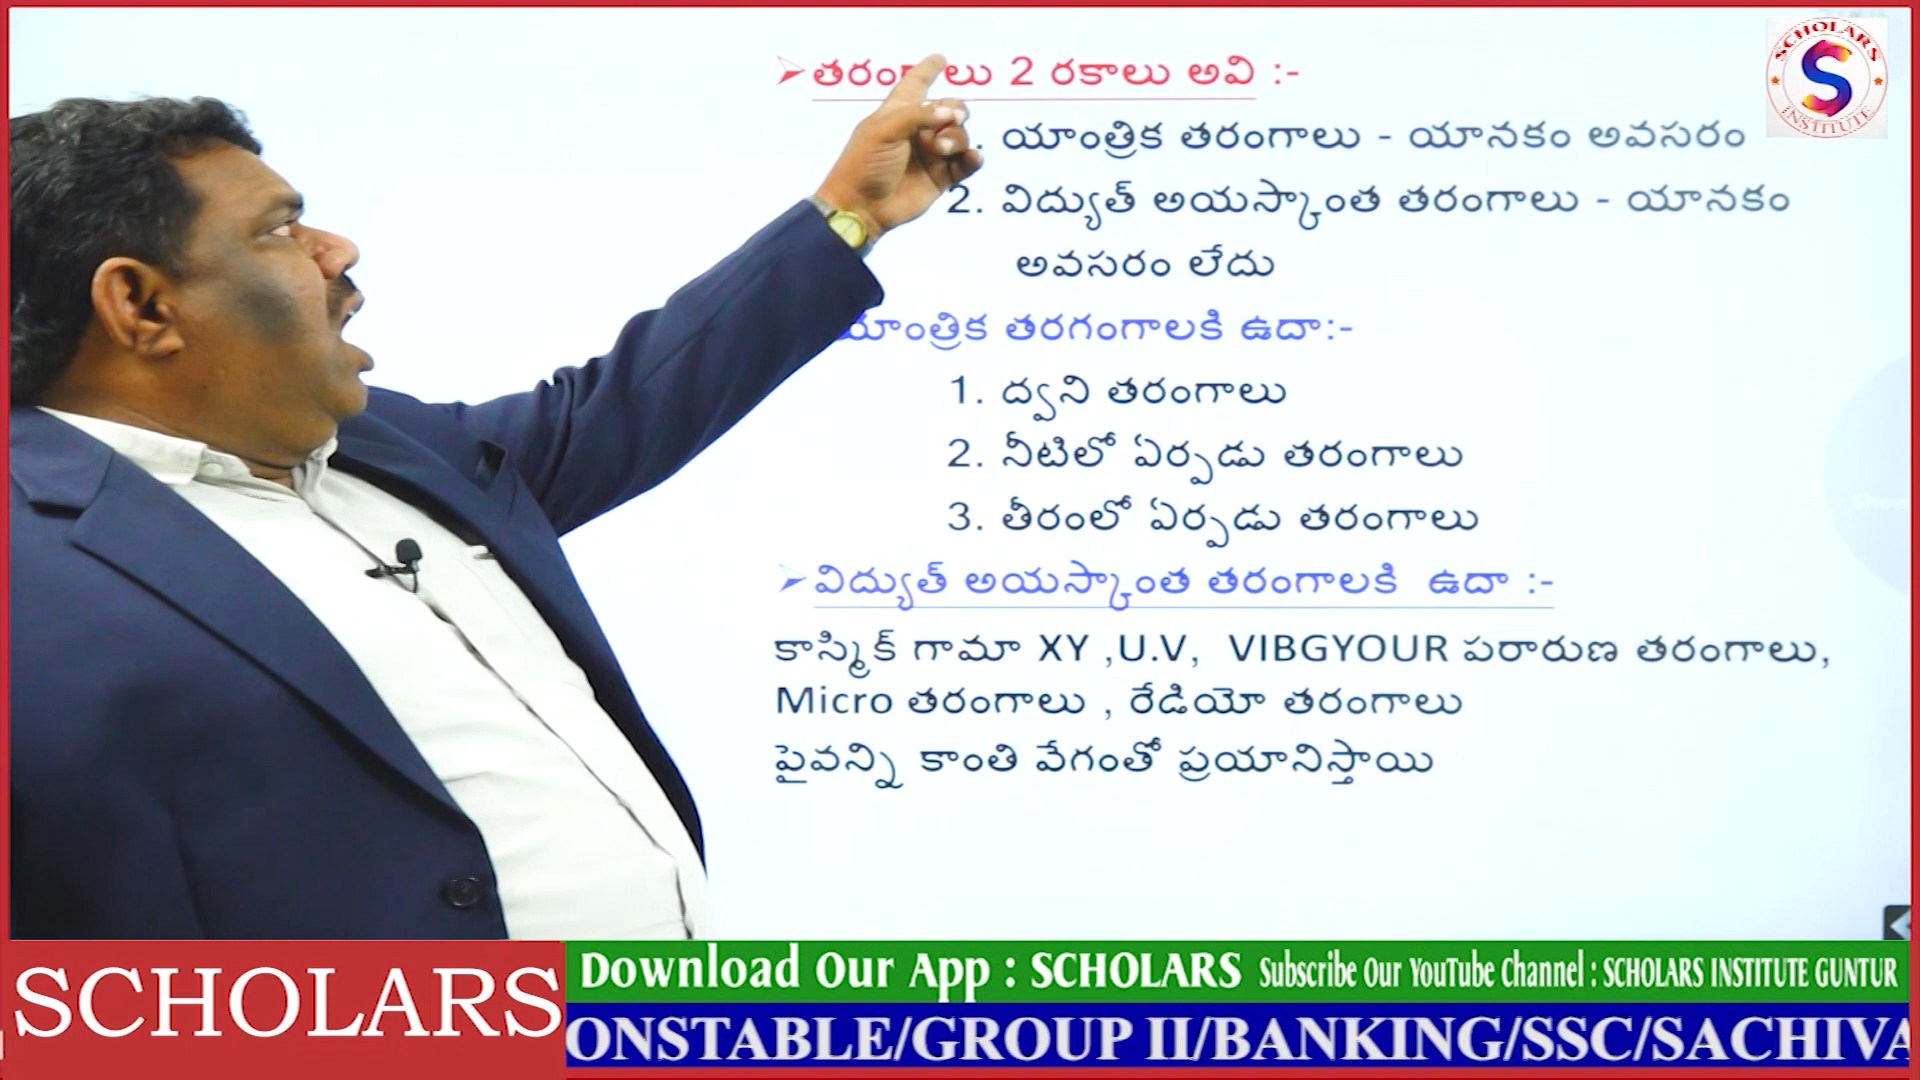 తరంగాలు 2 రకాలు అవి :-
. యాంత్రిక తరంగాలు - యానకం అవసరం
2. విద్యుత్ అయస్కాంత తరంగాలు - యానకం
అవసరం లేదు
యాంత్రిక తరగంగాలకి ఉదా:-
1. ద్వని తరంగాలు
2. నీటిలో ఏర్పడు తరంగాలు
3. తీరంలో ఏర్పడు తరంగాలు
విద్యుత్ అయస్కాంత తరంగాలకి ఉదా :-
కాస్మిక్ గామా XY ,U.V, VIBGYOUR పరారుణ తరంగాలు,
Micro తరంగాలు , రేడియో తరంగాలు
పైవన్ని కాంతి వేగంతో ప్రయానిస్తాయి
SCHOLARS
S
INSTITUTE
SCHOLARS
Download Our App : SCHOLARS Subscribe Our YouTube Channel : SCHOLARS INSTITUTE GUNTUR
ONSTABLE/GROUP II/BANKING/SSC/SACHIVA